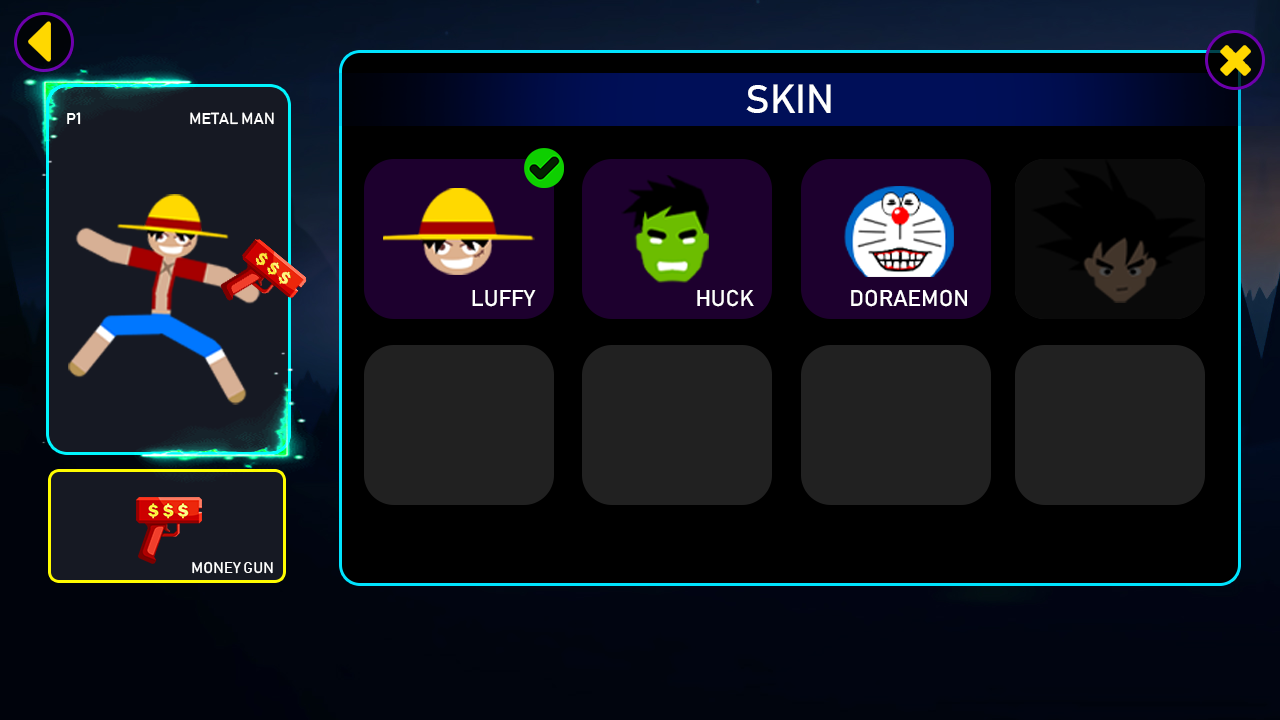 SKIN
P1
METAL MAN
LUFFY
HUCK
DORAEMON
$$$
$$$
MONEY GUN